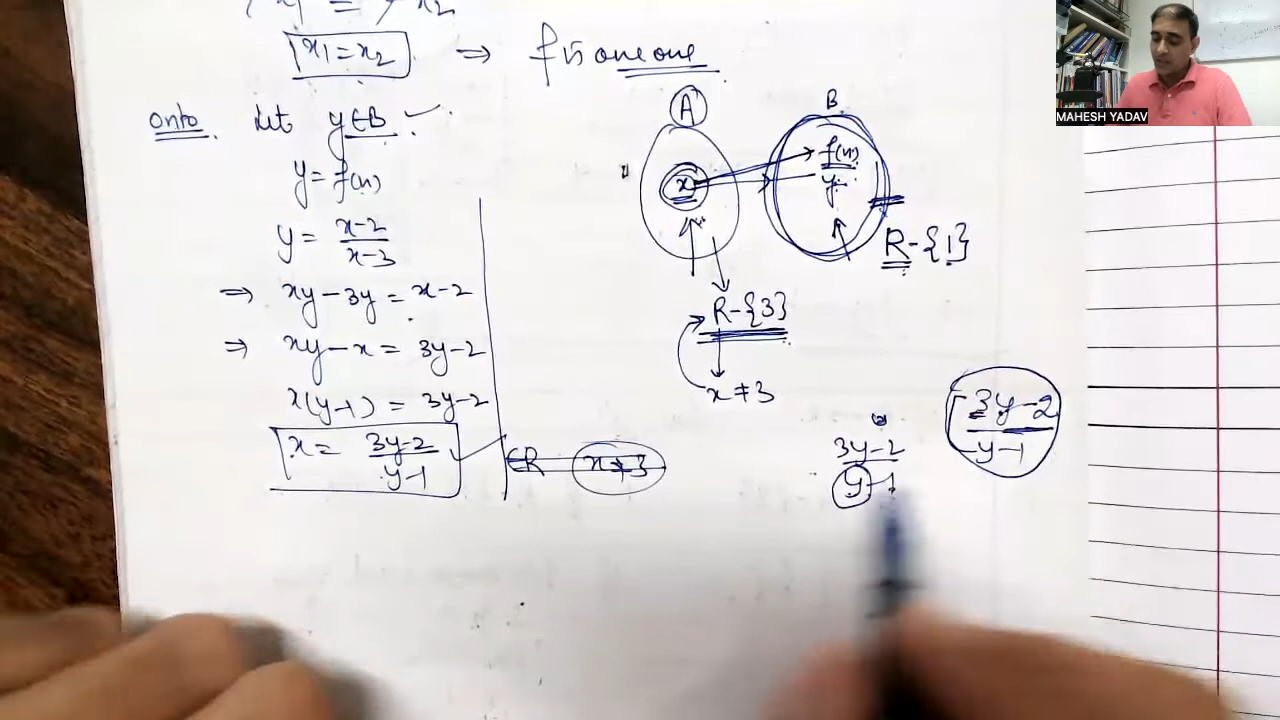 x1 = x2 ⇒ f is one one
Onto Let y∈B
y = f(x)
y = x-2 / x-3
⇒ xy-3y = x-2
⇒ xy-x = 3y-2
x(y-1) = 3y-2
x = 3y-2 / y-1 ∈R x≠3
A B
x f(x)
y
R-{1}
R-{3}
x≠3
3y-2 / y-1
3y-2 / y-1
MAHESH YADAV